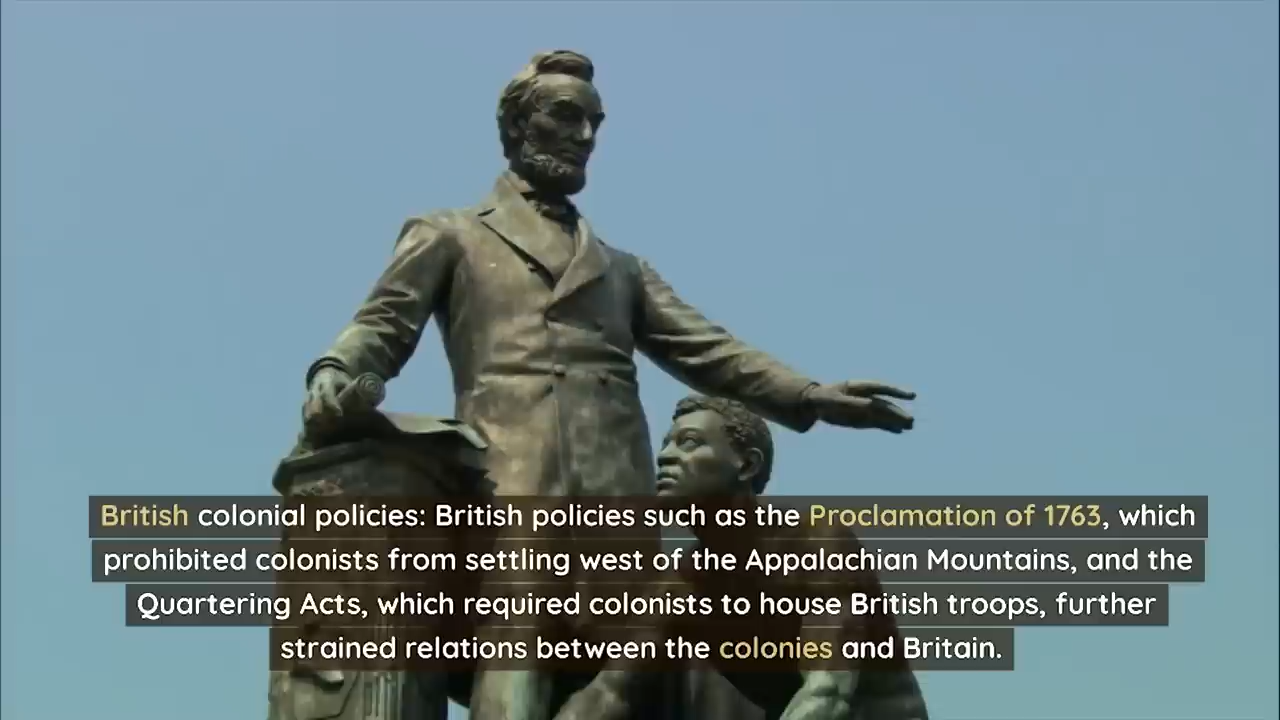 British colonial policies: British policies such as the Proclamation of 1763, which
prohibited colonists from settling west of the Appalachian Mountains, and the
Quartering Acts, which required colonists to house British troops, further
strained relations between the colonies and Britain.